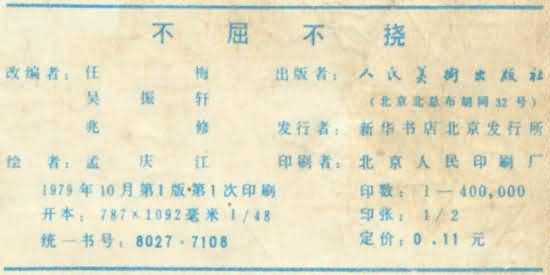 不屈不挠
改编者：任 梅 出版者：人民美术出版社
吴振轩 （北京北总布胡同32号）
兆 修 发行者：新华书店北京发行所
绘 者：孟庆江 印刷者：北京人民印刷厂
1979年10月第1版·第1次印刷 印数：1—400,000
开本：787×1092毫米 1/48 印张：1/2
统一书号：8027·7108 定价：0.11元